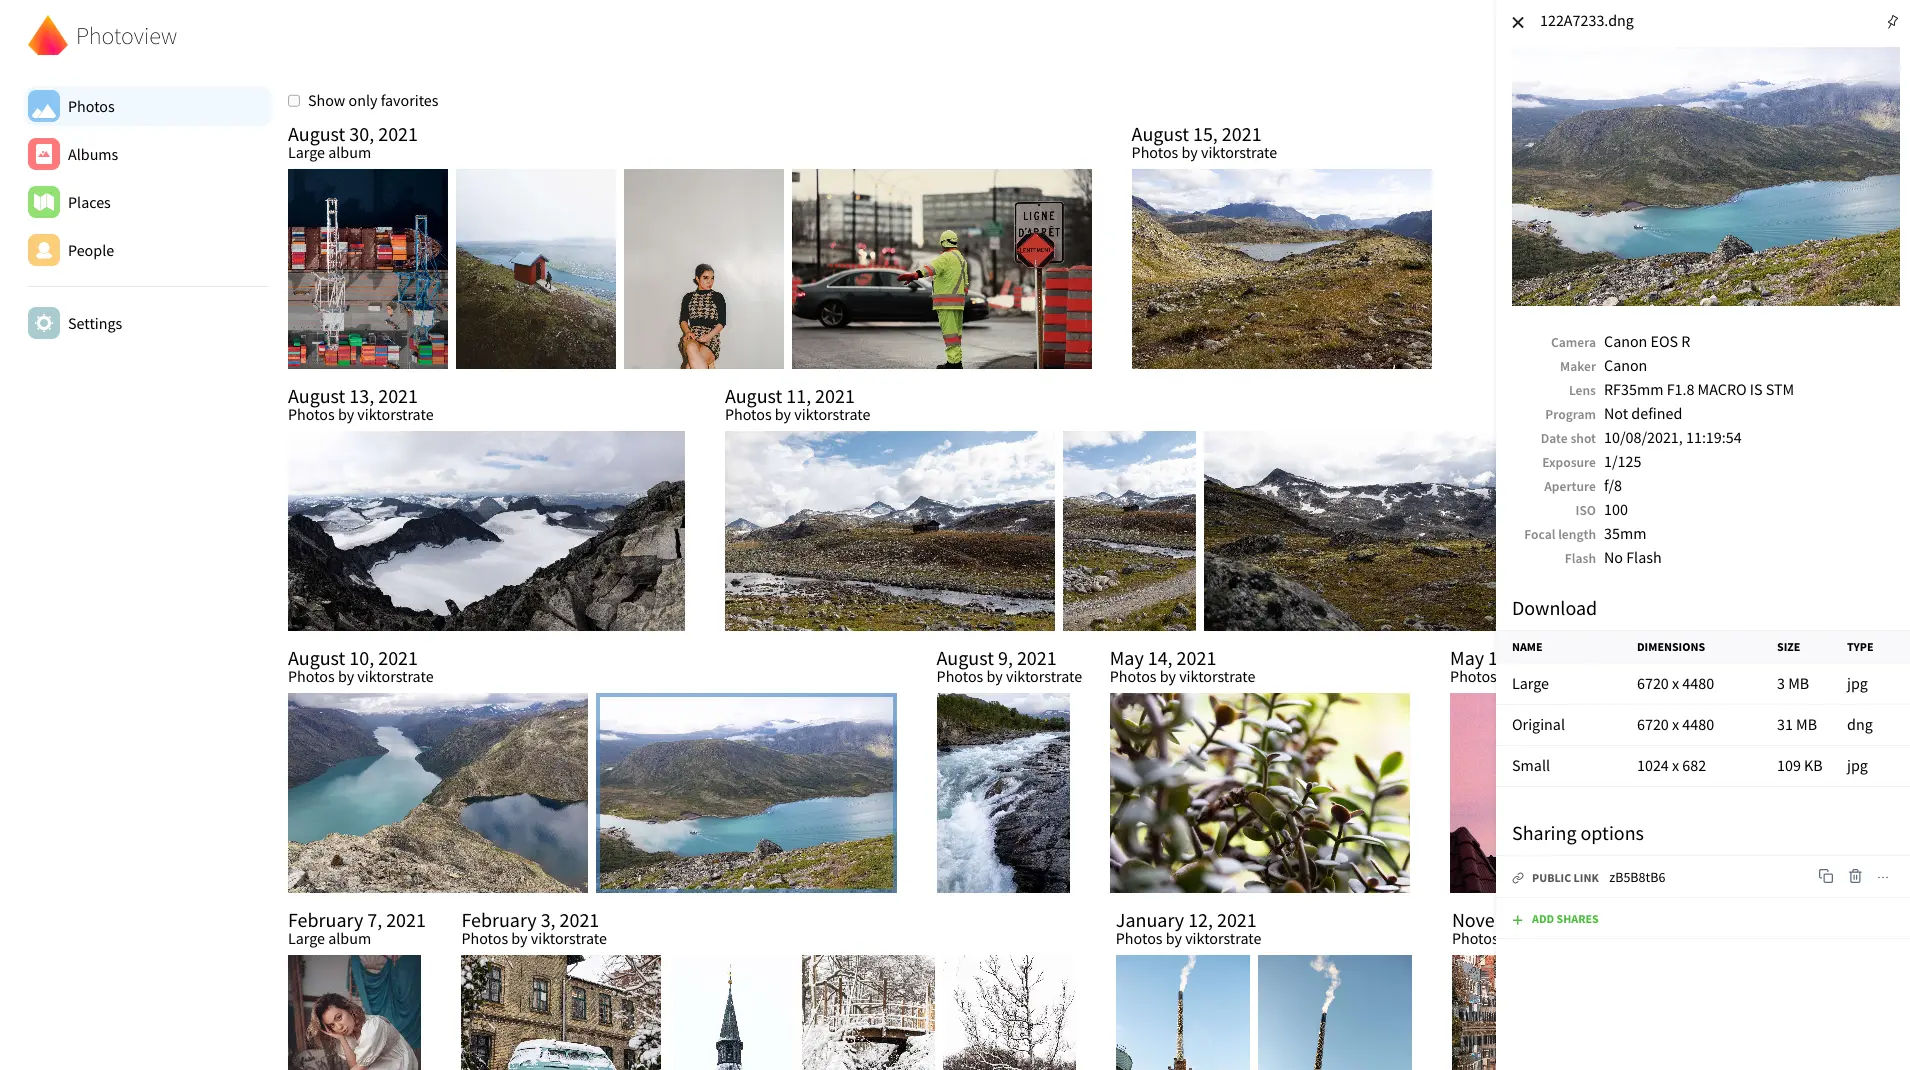 Photoview
Photos
Albums
Places
People
Settings
Show only favorites
August 30, 2021
Large album
August 15, 2021
Photos by viktorstrate
LIGNE
D'ARRÊT
LENTEMENT
August 13, 2021
Photos by viktorstrate
August 11, 2021
Photos by viktorstrate
August 10, 2021
Photos by viktorstrate
August 9, 2021
Photos by viktorstrate
May 14, 2021
Photos by viktorstrate
May 1
Photos
February 7, 2021
Large album
February 3, 2021
Photos by viktorstrate
January 12, 2021
Photos by viktorstrate
Nove
Photos
122A7233.dng
Camera Canon EOS R
Maker Canon
Lens RF35mm F1.8 MACRO IS STM
Program Not defined
Date shot 10/08/2021, 11:19:54
Exposure 1/125
Aperture f/8
ISO 100
Focal length 35mm
Flash No Flash
Download
NAME DIMENSIONS SIZE TYPE
Large 6720 x 4480 3 MB jpg
Original 6720 x 4480 31 MB dng
Small 1024 x 682 109 KB jpg
Sharing options
PUBLIC LINK zB5B8tB6
ADD SHARES